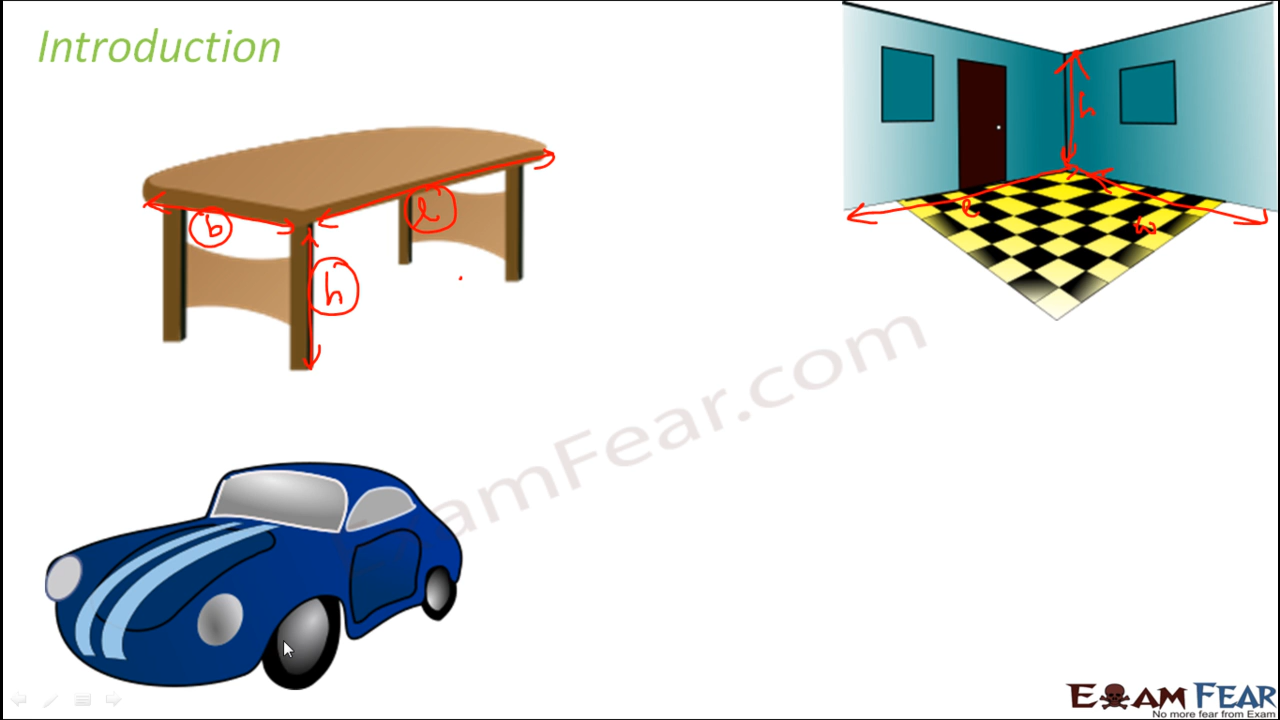 Introduction
h
l
w
b
l
h
ExamFear.com
EXAM FEAR
No more fear from Exam